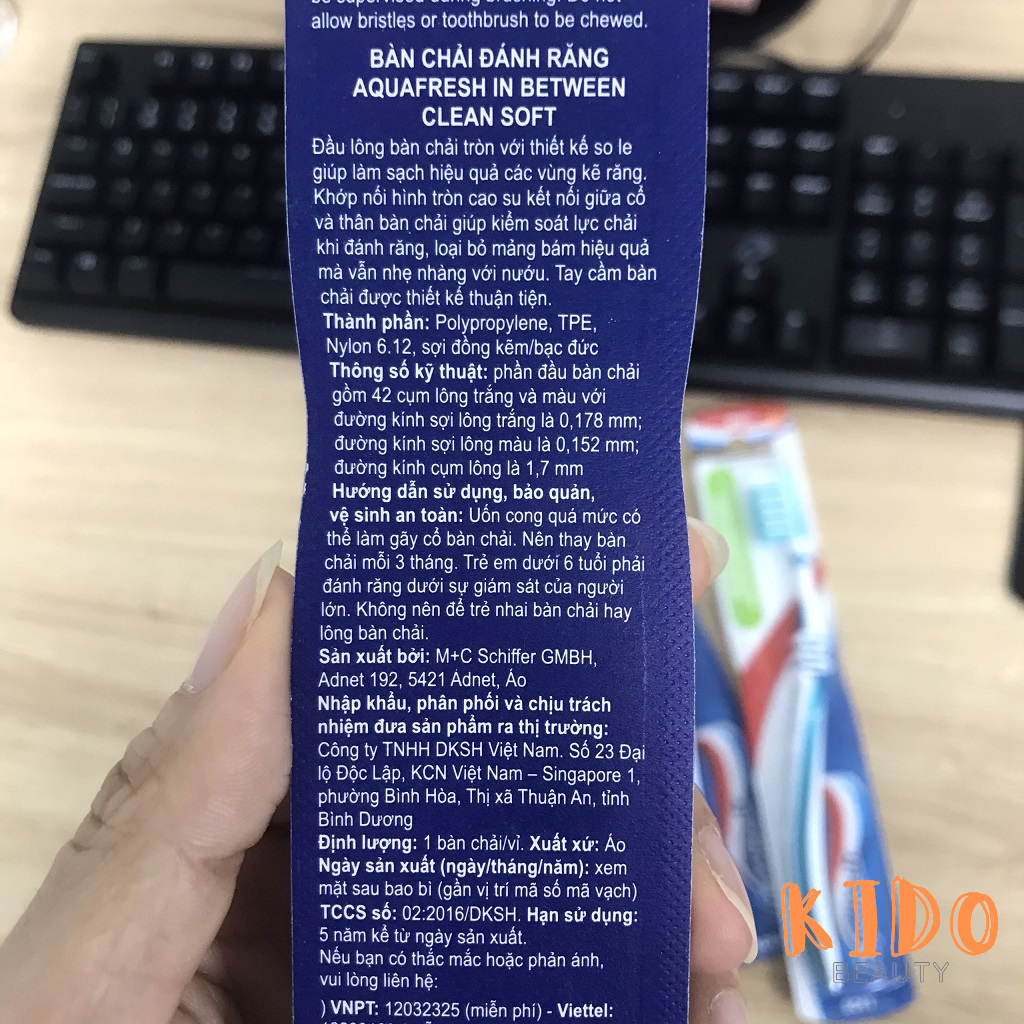 allow bristles or toothbrush to be chewed.
BÀN CHẢI ĐÁNH RĂNG
AQUAFRESH IN BETWEEN
CLEAN SOFT
Đầu lông bàn chải tròn với thiết kế so le
giúp làm sạch hiệu quả các vùng kẽ răng.
Khớp nối hình tròn cao su kết nối giữa cổ
và thân bàn chải giúp kiểm soát lực chải
khi đánh răng, loại bỏ mảng bám hiệu quả
mà vẫn nhẹ nhàng với nướu. Tay cầm bàn
chải được thiết kế thuận tiện.
Thành phần: Polypropylene, TPE,
Nylon 6.12, sợi đồng kẽm/bạc đức
Thông số kỹ thuật: phần đầu bàn chải
gồm 42 cụm lông trắng và màu với
đường kính sợi lông trắng là 0,178 mm;
đường kính sợi lông màu là 0,152 mm;
đường kính cụm lông là 1,7 mm
Hướng dẫn sử dụng, bảo quản,
vệ sinh an toàn: Uốn cong quá mức có
thể làm gãy cổ bàn chải. Nên thay bàn
chải mỗi 3 tháng. Trẻ em dưới 6 tuổi phải
đánh răng dưới sự giám sát của người
lớn. Không nên để trẻ nhai bàn chải hay
lông bàn chải.
Sản xuất bởi: M+C Schiffer GMBH,
Adnet 192, 5421 Adnet, Áo
Nhập khẩu, phân phối và chịu trách
nhiệm đưa sản phẩm ra thị trường:
Công ty TNHH DKSH Việt Nam. Số 23 Đại
lộ Độc Lập, KCN Việt Nam – Singapore 1,
phường Bình Hòa, Thị xã Thuận An, tỉnh
Bình Dương
Định lượng: 1 bàn chải/vỉ. Xuất xứ: Áo
Ngày sản xuất (ngày/tháng/năm): xem
mặt sau bao bì (gần vị trí mã số mã vạch)
TCCS số: 02:2016/DKSH. Hạn sử dụng:
5 năm kể từ ngày sản xuất.
Nếu bạn có thắc mắc hoặc phản ánh,
vui lòng liên hệ:
) VNPT: 12032325 (miễn phí) - Viettel:
KIDO
BEAUTY